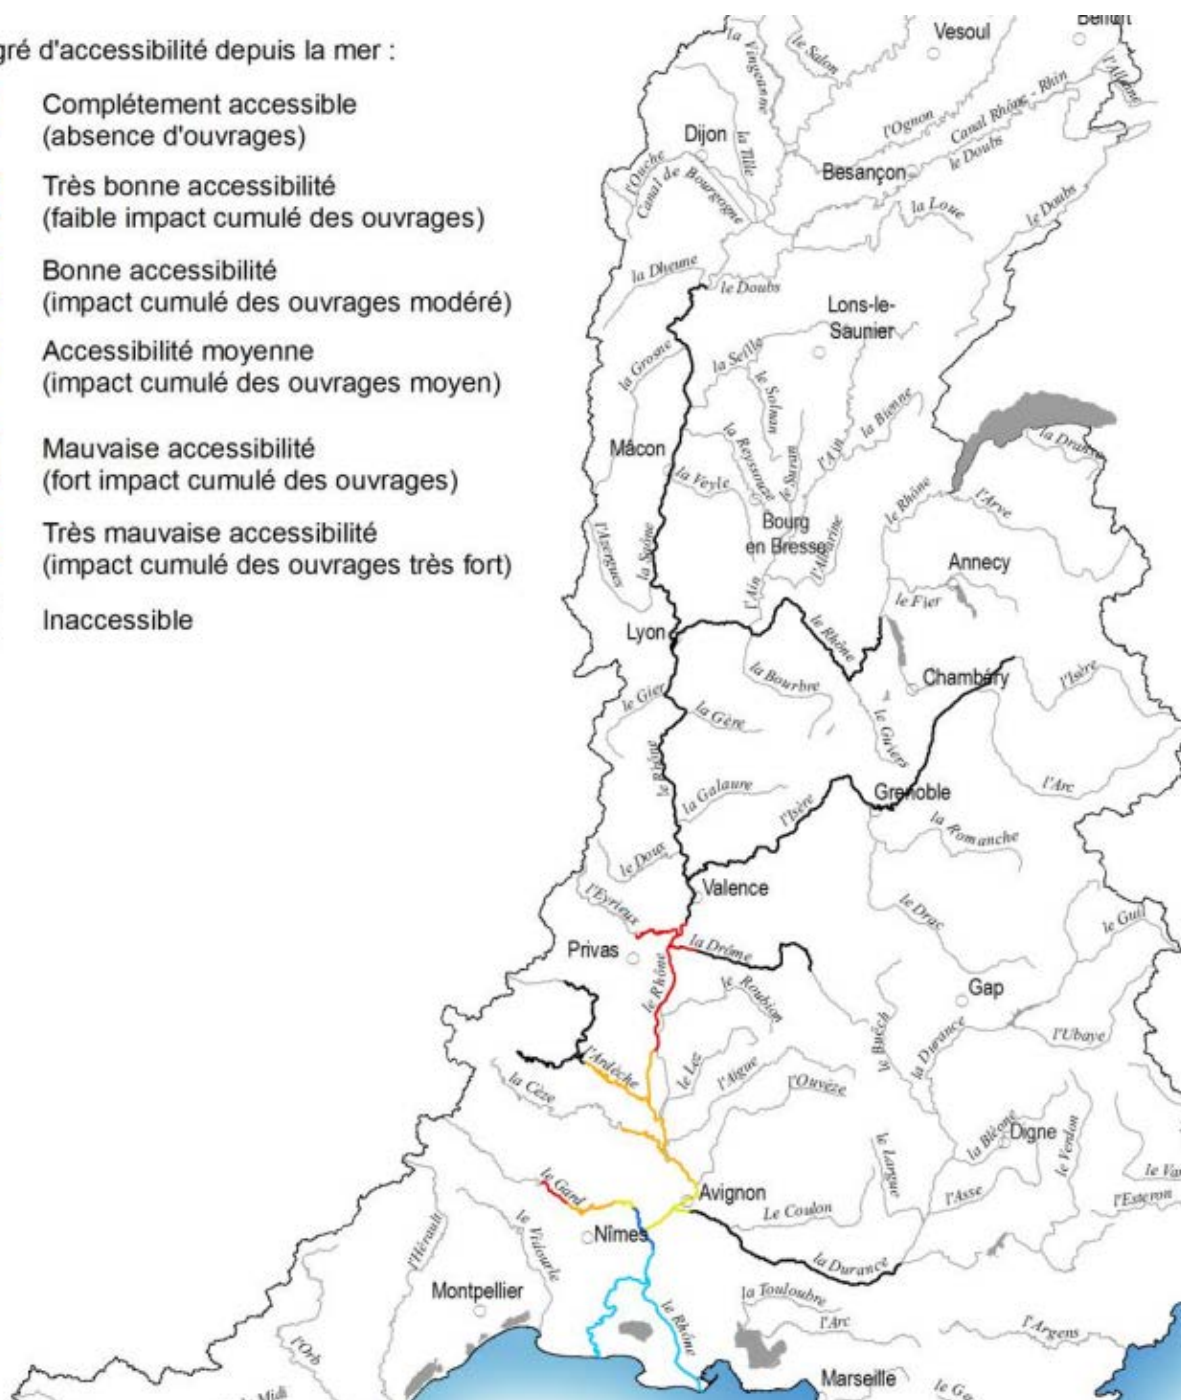 gré d'accessibilité depuis la mer :
Complétement accessible
(absence d'ouvrages)
Très bonne accessibilité
(faible impact cumulé des ouvrages)
Bonne accessibilité
(impact cumulé des ouvrages modéré)
Accessibilité moyenne
(impact cumulé des ouvrages moyen)
Mauvaise accessibilité
(fort impact cumulé des ouvrages)
Très mauvaise accessibilité
(impact cumulé des ouvrages très fort)
Inaccessible
la Vingeanne
le Salon
Vesoul
l'Ognon
Canal Rhône - Rhin
le Doubs
Dijon
la Tille
l'Ouche
Canal de Bourgogne
Besançon
la Loue
le Doubs
la Dheune
le Doubs
Lons-le-
Saunier
la Grosne
la Seille
le Solnan
la Bienne
Mâcon
la Reyssouze
le Suran
l'Ain
la Veyle
le Rhône
l'Arve
Bourg
en Bresse
l'Azergues
la Saône
l'Albarine
Annecy
l'Ain
le Fier
Lyon
le Rhône
la Bourbre
Chambéry
l'Isère
le Gier
la Gère
le Guiers
le Rhône
la Galaure
l'Isère
Grenoble
l'Arc
la Romanche
le Doux
Valence
l'Eyrieux
le Drac
le Guil
Privas
la Drôme
le Rhône
le Roubion
Gap
le Buëch
la Durance
l'Ubaye
l'Ardèche
le Lez
l'Aigue
l'Ouvèze
la Cèze
la Bléone
Digne
le Verdon
le Largue
le Gard
Avignon
Le Coulon
l'Asse
l'Esteron
le Vidourle
Nîmes
l'Hérault
la Durance
Montpellier
la Touloubre
le Rhône
l'Arc
l'Argens
l'Orb
Marseille